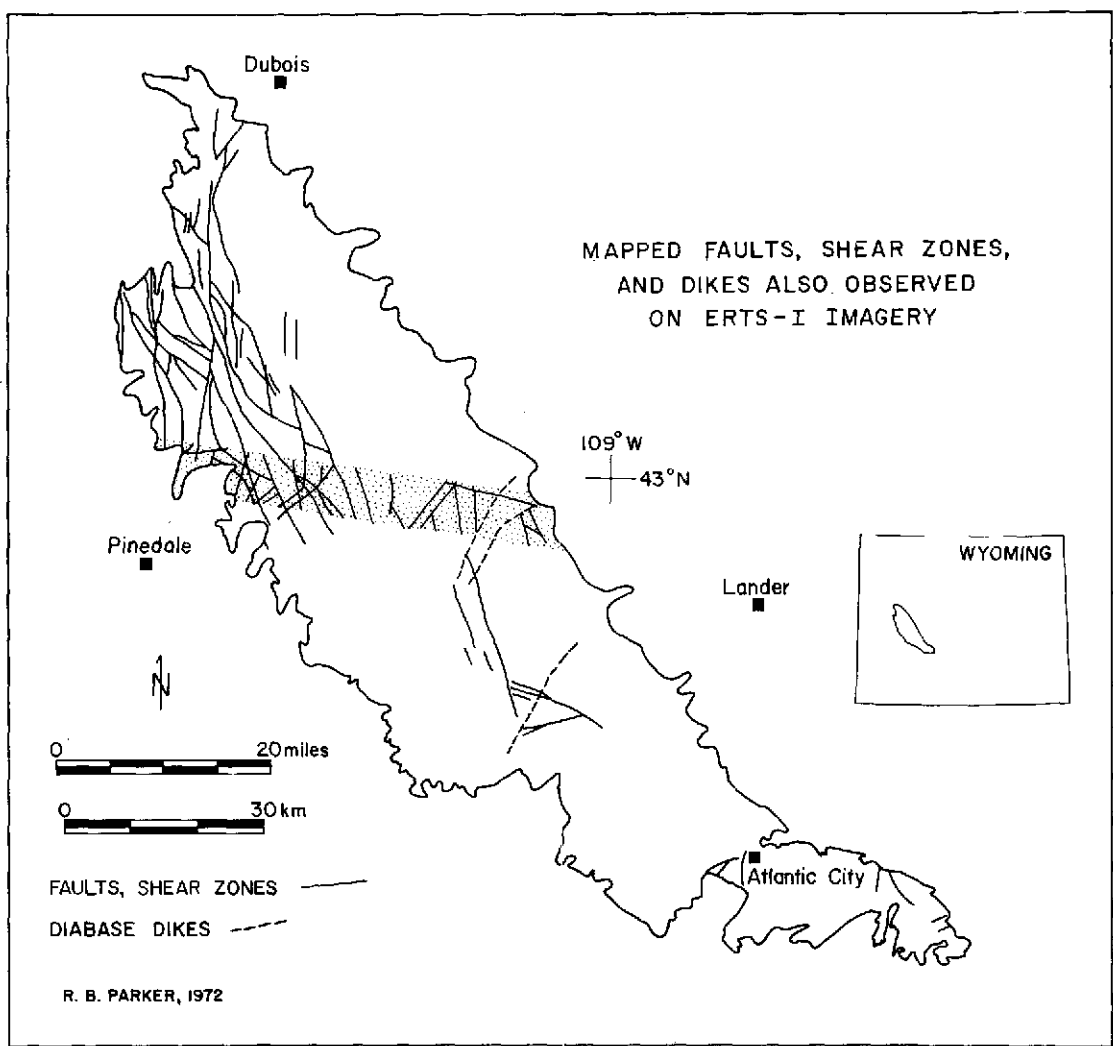 Dubois
MAPPED FAULTS, SHEAR ZONES,
AND DIKES ALSO OBSERVED
ON ERTS-I IMAGERY
109° W
43° N
Pinedale
Lander
WYOMING
N
0 20 miles
0 30 km
Atlantic City
FAULTS, SHEAR ZONES
DIABASE DIKES
R. B. PARKER, 1972